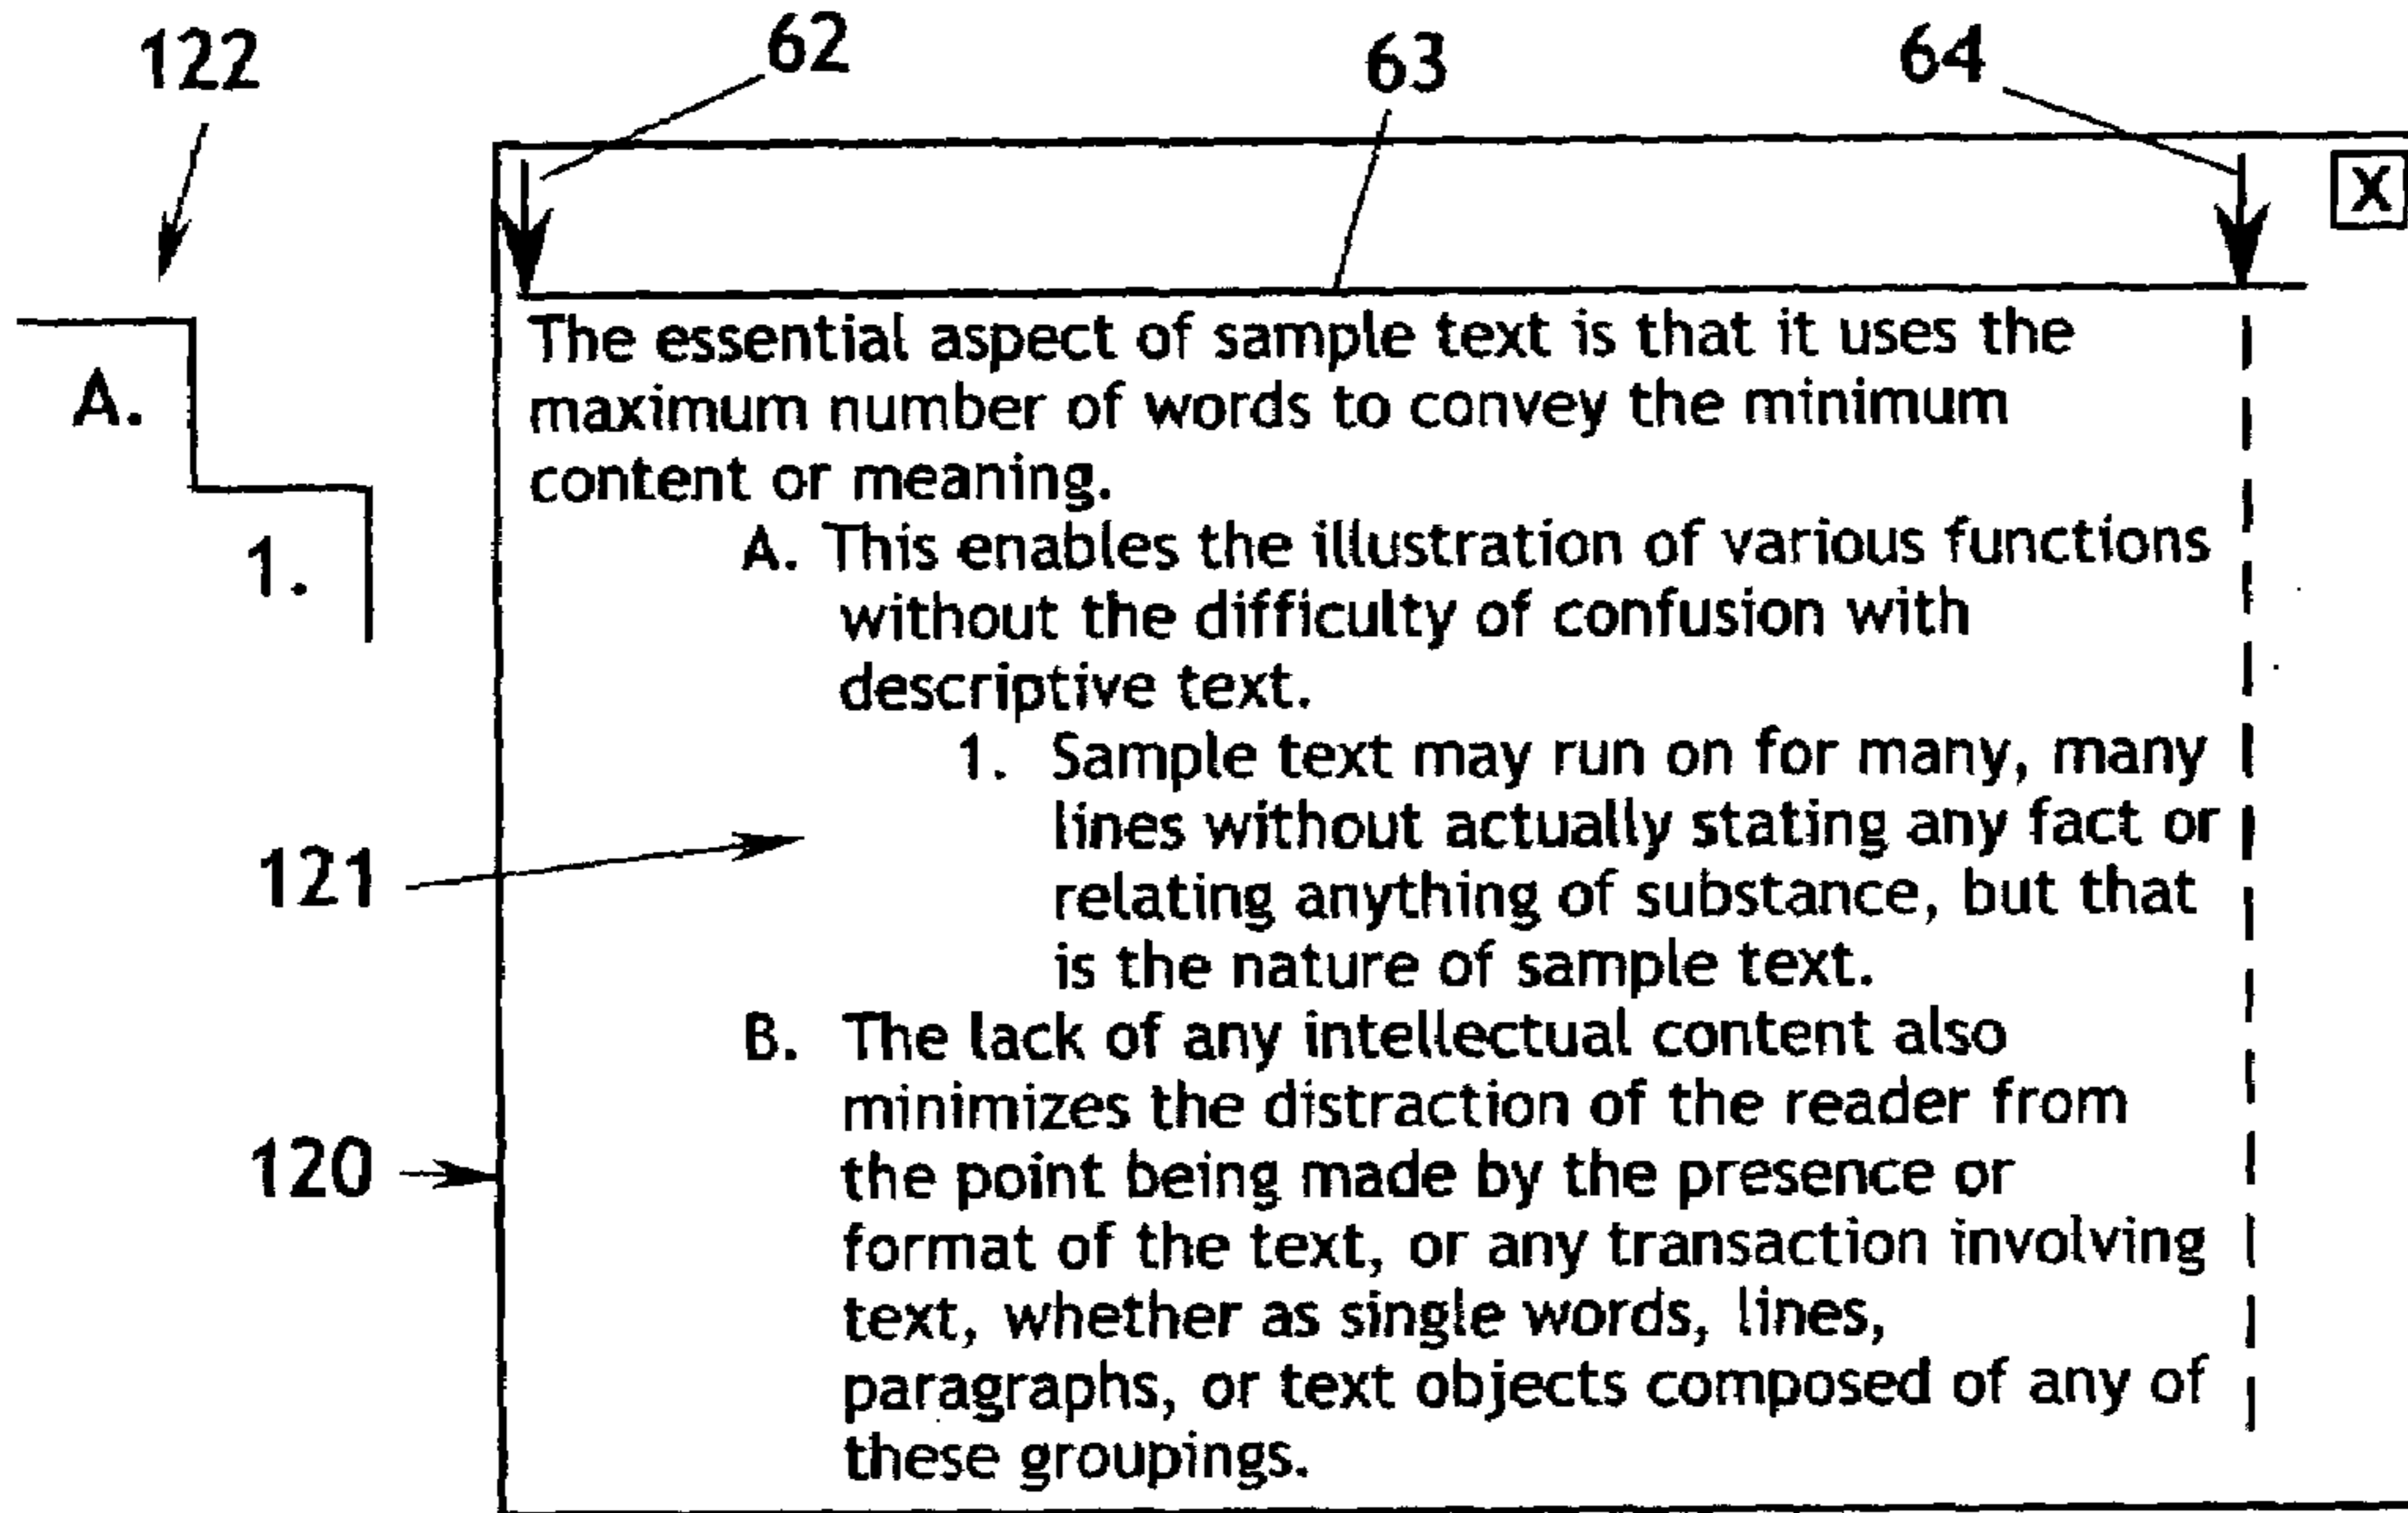 122
62
63
64
X
A.
1.
The essential aspect of sample text is that it uses the
maximum number of words to convey the minimum
content or meaning.
A. This enables the illustration of various functions
without the difficulty of confusion with
descriptive text.
1. Sample text may run on for many, many
lines without actually stating any fact or
relating anything of substance, but that
is the nature of sample text.
121
B. The lack of any intellectual content also
minimizes the distraction of the reader from
the point being made by the presence or
format of the text, or any transaction involving
text, whether as single words, lines,
paragraphs, or text objects composed of any of
these groupings.
120